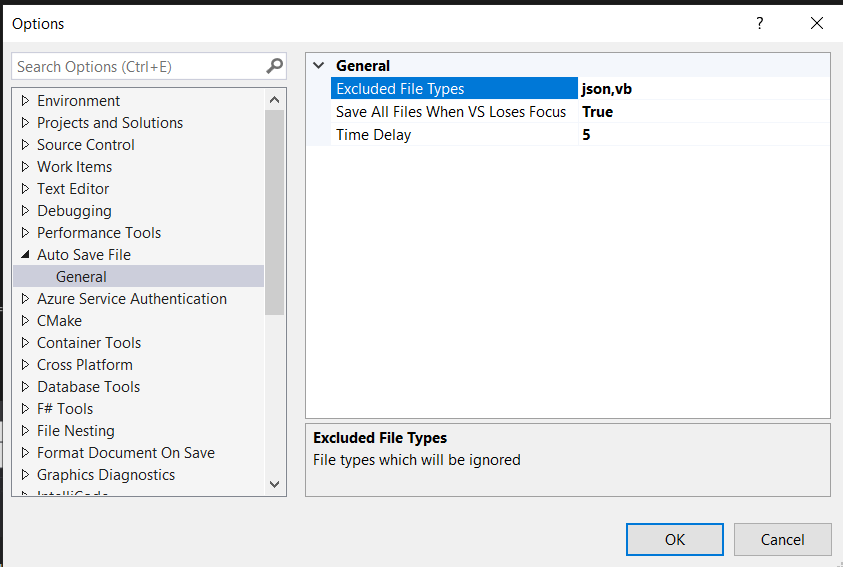 Options
?
Search Options (Ctrl+E)
Environment
Projects and Solutions
Source Control
Work Items
Text Editor
Debugging
Performance Tools
Auto Save File
General
Azure Service Authentication
CMake
Container Tools
Cross Platform
Database Tools
F# Tools
File Nesting
Format Document On Save
Graphics Diagnostics
IntelliCode
General
Excluded File Types json,vb
Save All Files When VS Loses Focus True
Time Delay 5
Excluded File Types
File types which will be ignored
OK Cancel